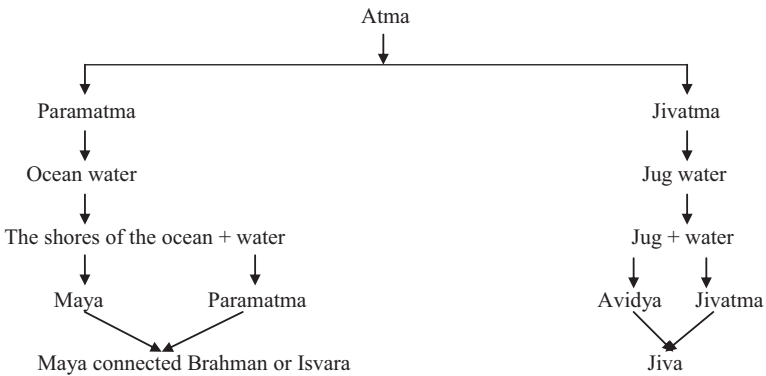 Atma
Paramatma Jivatma
Ocean water Jug water
The shores of the ocean + water Jug + water
Maya Paramatma Avidya Jivatma
Maya connected Brahman or Isvara Jiva